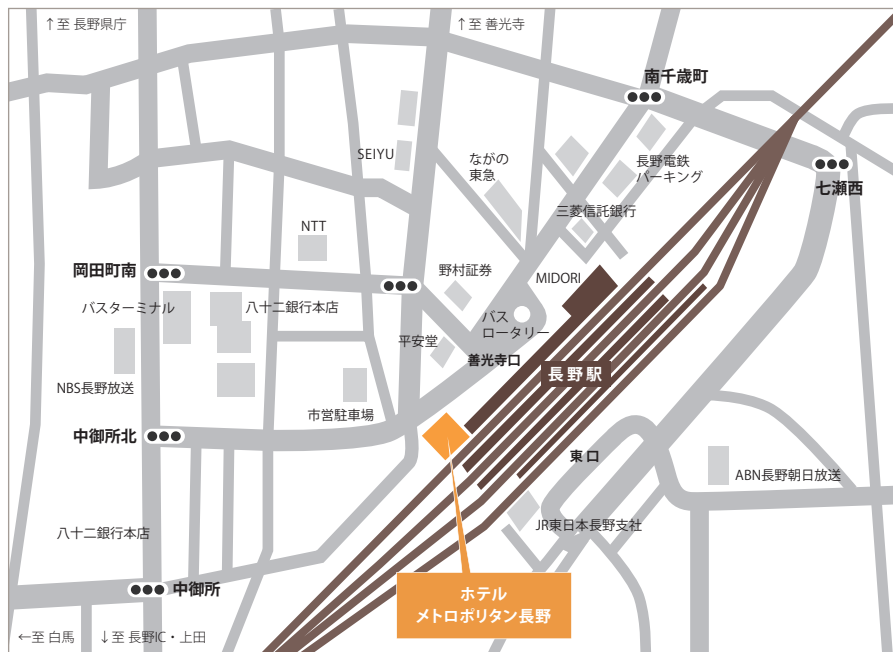 ↑至 長野県庁
↑至 善光寺
南千歳町
SEIYU
ながの
東急
長野電鉄
パーキング
七瀬西
三菱信託銀行
NTT
岡田町南
野村証券
MIDORI
バスターミナル
八十二銀行本店
バス
ロータリー
平安堂
善光寺口
長野駅
NBS長野放送
市営駐車場
中御所北
東口
ABN長野朝日放送
八十二銀行本店
JR東日本長野支社
中御所
ホテル
メトロポリタン長野
←至 白馬
↓至 長野IC・上田